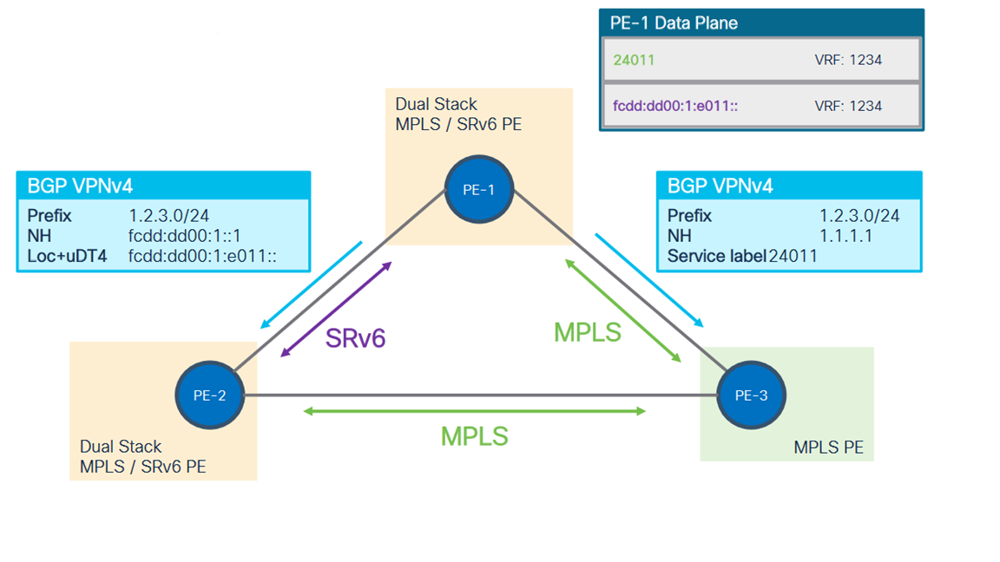 PE-1 Data Plane
24011 VRF: 1234
fcdd:dd00:1:e011:: VRF: 1234
Dual Stack
MPLS / SRv6 PE
PE-1
BGP VPNv4
Prefix 1.2.3.0/24
NH fcdd:dd00:1::1
Loc+uDT4 fcdd:dd00:1:e011::
BGP VPNv4
Prefix 1.2.3.0/24
NH 1.1.1.1
Service label 24011
SRv6
MPLS
PE-2
Dual Stack
MPLS / SRv6 PE
MPLS
PE-3
MPLS PE